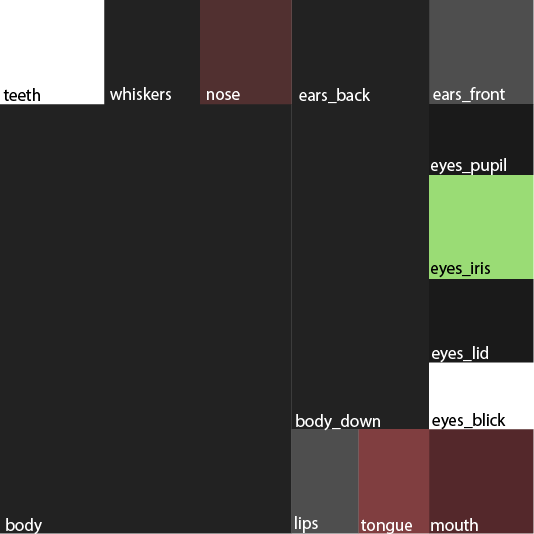 teeth
whiskers
nose
ears_back
ears_front
eyes_pupil
eyes_iris
eyes_lid
body_down
eyes_blick
body
lips
tongue
mouth